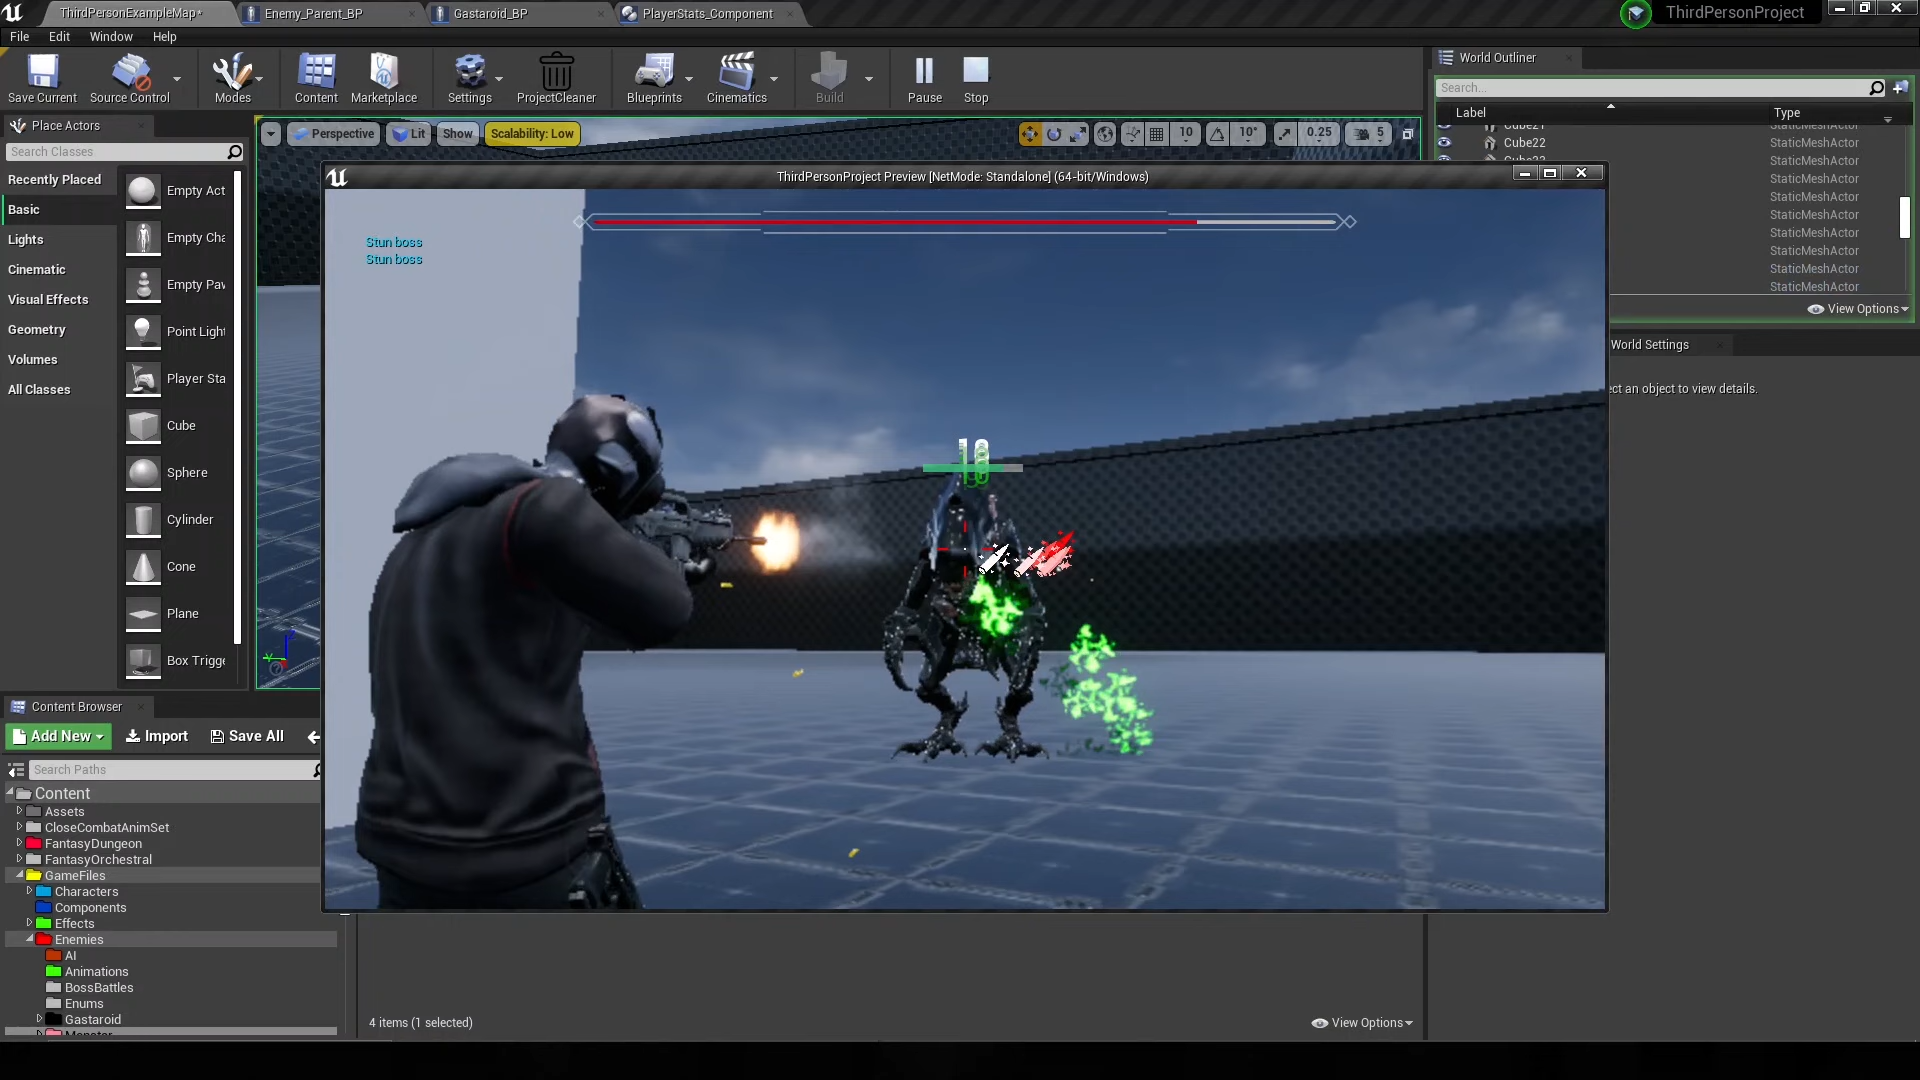 ThirdPersonExampleMap*
Enemy_Parent_BP
Gastaroid_BP
PlayerStats_Component
ThirdPersonProject
File
Edit
Window
Help
Save Current
Source Control
Modes
Content
Marketplace
Settings
ProjectCleaner
Blueprints
Cinematics
Build
Pause
Stop
World Outliner
Search...
Label
Type
Cube21
StaticMeshActor
Cube22
StaticMeshActor
StaticMeshActor
StaticMeshActor
StaticMeshActor
StaticMeshActor
StaticMeshActor
StaticMeshActor
StaticMeshActor
StaticMeshActor
View Options
World Settings
ect an object to view details.
Place Actors
Search Classes
Recently Placed
Basic
Lights
Cinematic
Visual Effects
Geometry
Volumes
All Classes
Empty Act
Empty Cha
Empty Pav
Point Light
Player Sta
Cube
Sphere
Cylinder
Cone
Plane
Box Trigge
Perspective
Lit
Show
Scalability: Low
10
10°
0.25
5
ThirdPersonProject Preview [NetMode: Standalone] (64-bit/Windows)
Stun boss
Stun boss
Content Browser
Add New
Import
Save All
Search Paths
Content
Assets
CloseCombatAnimSet
FantasyDungeon
FantasyOrchestral
GameFiles
Characters
Components
Effects
Enemies
AI
Animations
BossBattles
Enums
Gastaroid
4 items (1 selected)
View Options